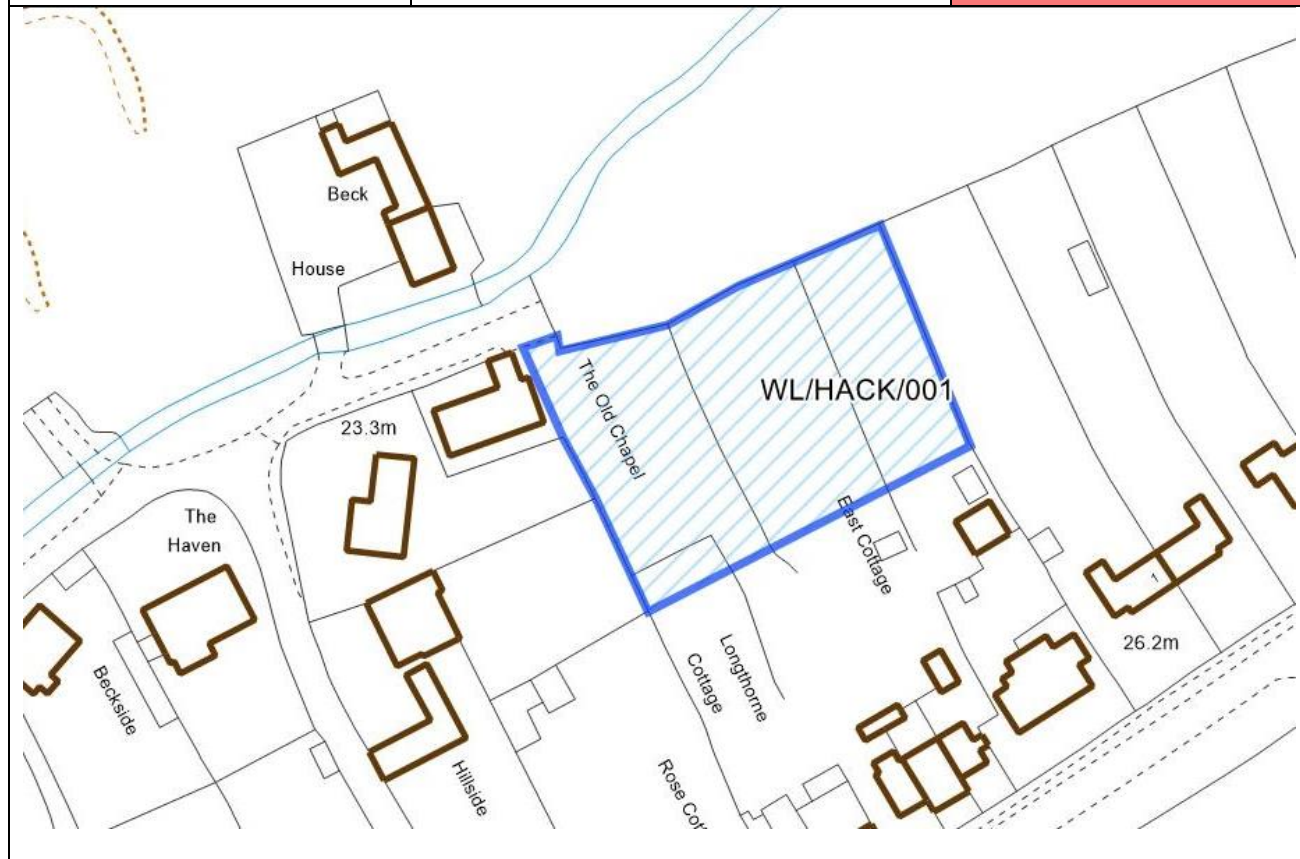 Beck
House
WL/HACK/001
The Old Chapel
23.3m
The
Haven
East Cottage
1
26.2m
Beckside
Longthorne
Cottage
Hillside
Rose Cot